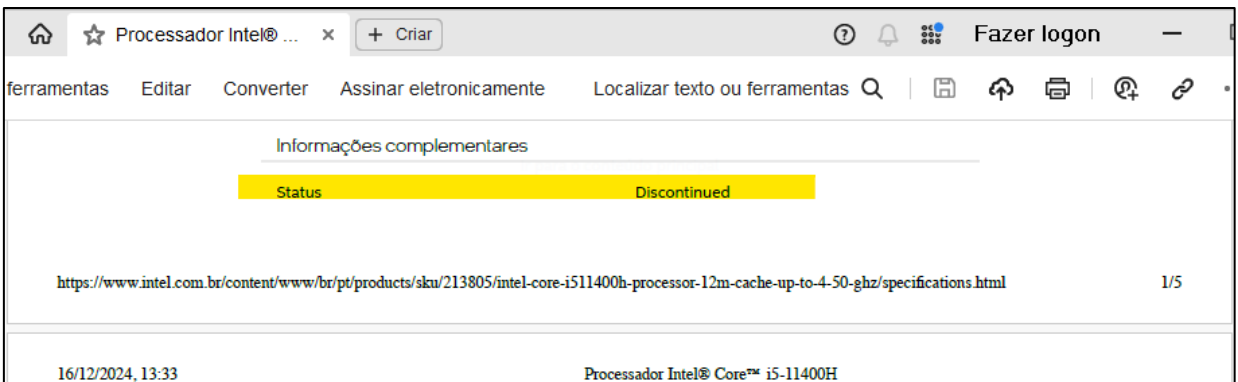 Processador Intel® ... × + Criar Fazer logon
ferramentas Editar Converter Assinar eletronicamente Localizar texto ou ferramentas
Informações complementares
Status Discontinued
https://www.intel.com.br/content/www/br/pt/products/sku/213805/intel-core-i511400h-processor-12m-cache-up-to-4-50-ghz/specifications.html 1/5
16/12/2024, 13:33 Processador Intel® Core™ i5-11400H